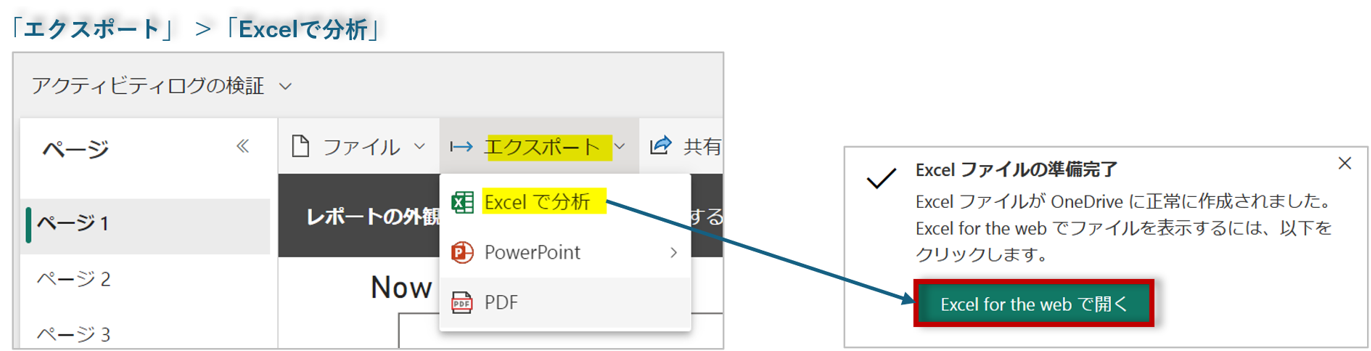 「エクスポート」 ＞「Excelで分析」
アクティビティログの検証
ページ
ファイル
エクスポート
共有
Excel で分析
PowerPoint
PDF
ページ 1
ページ 2
ページ 3
レポートの外観
する
Now
Excel ファイルの準備完了
Excel ファイルが OneDrive に正常に作成されました。
Excel for the web でファイルを表示するには、以下を
クリックします。
Excel for the web で開く